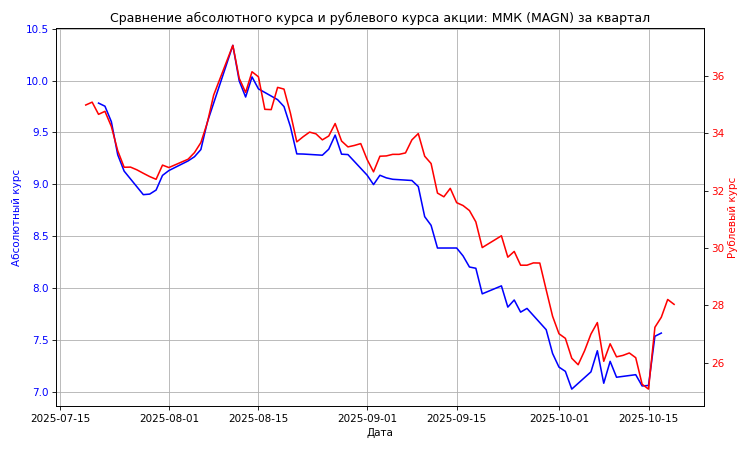 Сравнение абсолютного курса и рублевого курса акции: ММК (MAGN) за квартал
10.5
10.0
9.5
9.0
8.5
8.0
7.5
7.0
Абсолютный курс
36
34
32
30
28
26
Рублевый курс
2025-07-15 2025-08-01 2025-08-15 2025-09-01 2025-09-15 2025-10-01 2025-10-15
Дата